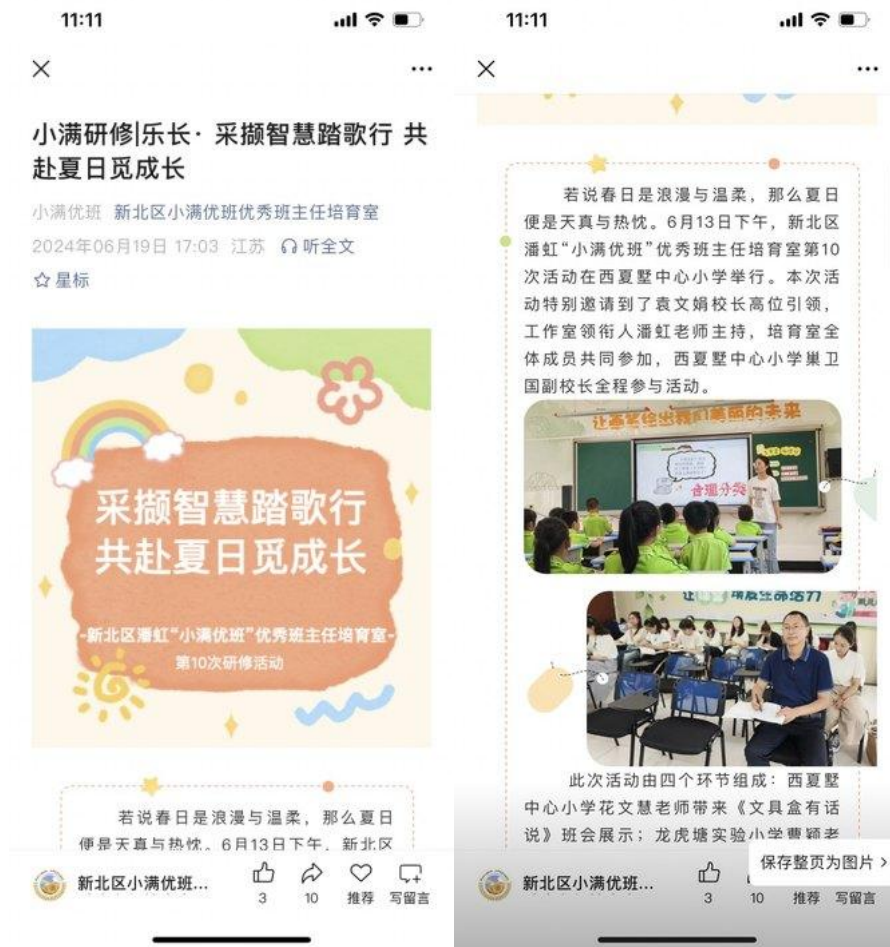 11:11
小满研修|乐长· 采撷智慧踏歌行 共
赴夏日觅成长
小满优班 新北区小满优班优秀班主任培育室
2024年06月19日 17:03 江苏 听全文
星标
采撷智慧踏歌行
共赴夏日觅成长
-新北区潘虹“小满优班”优秀班主任培育室-
第10次研修活动
若说春日是浪漫与温柔，那么夏日
便是天真与热忱。6月13日下午，新北区
新北区小满优班...
3
10
推荐
写留言
11:11
若说春日是浪漫与温柔，那么夏日
便是天真与热忱。6月13日下午，新北区
潘虹“小满优班”优秀班主任培育室第10
次活动在西夏墅中心小学举行。本次活
动特别邀请到了袁文娟校长高位引领，
工作室领衔人潘虹老师主持，培育室全
体成员共同参加，西夏墅中心小学巢卫
国副校长全程参与活动。
让画笔绘出我们美丽的未来
合理分类
此次活动由四个环节组成：西夏墅
中心小学花文慧老师带来《文具盒有话
说》班会展示；龙虎塘实验小学曹颖老
保存整页为图片
新北区小满优班...
3
10
推荐
写留言